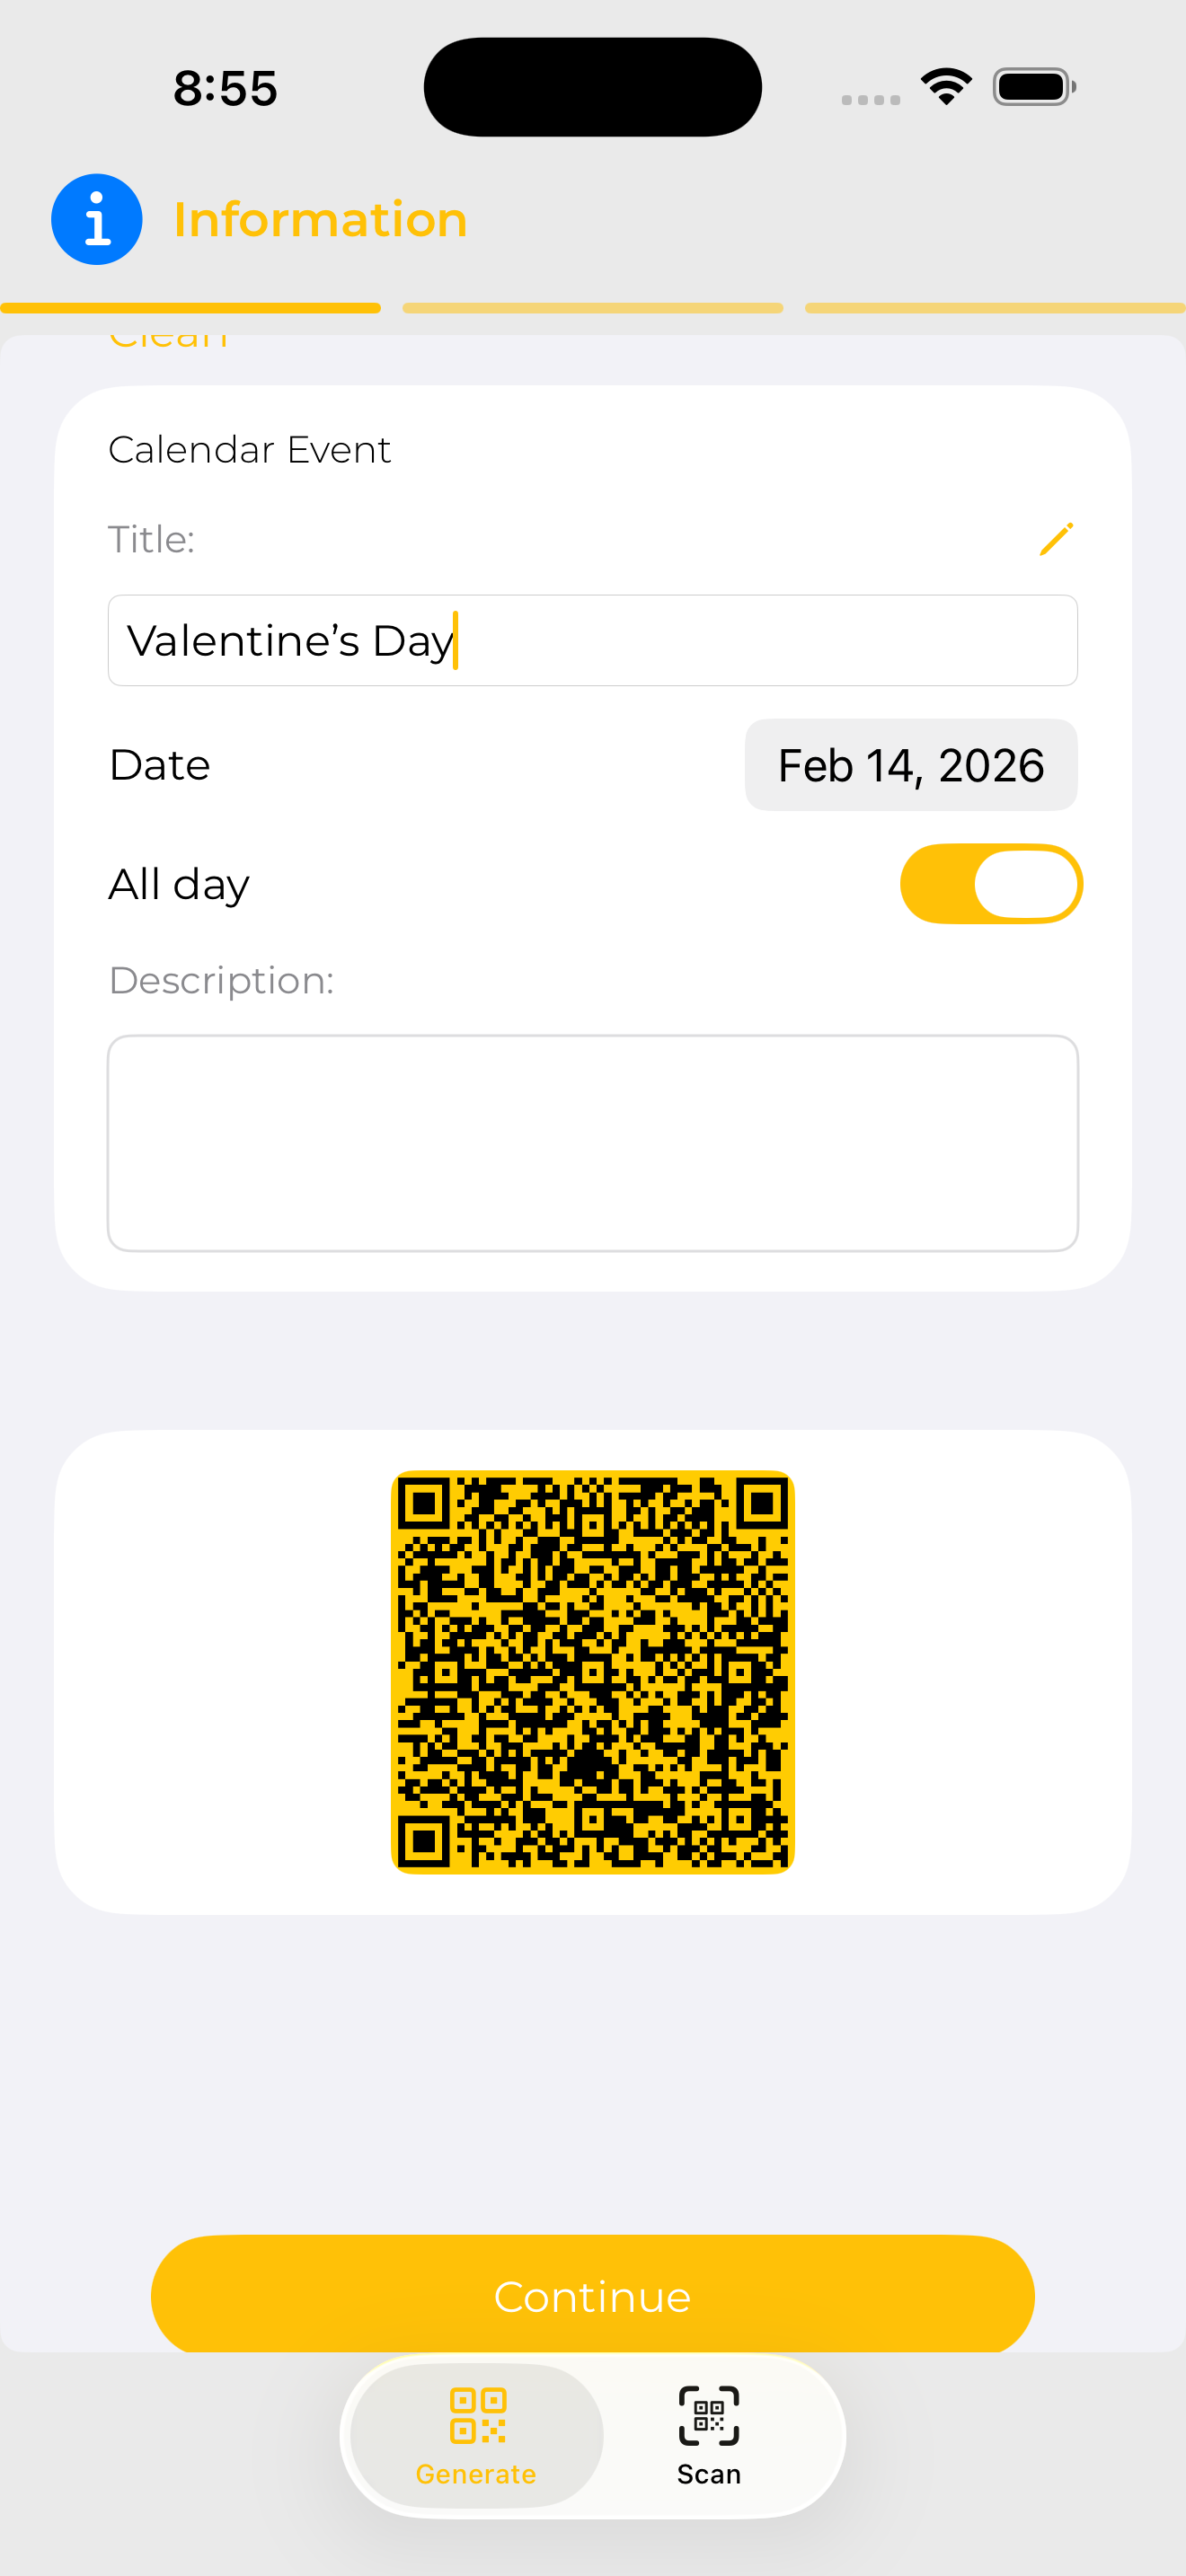 8:55
Information
Clean
Calendar Event
Title:
Valentine’s Day
Date
Feb 14, 2026
All day
Description:
Continue
Generate
Scan